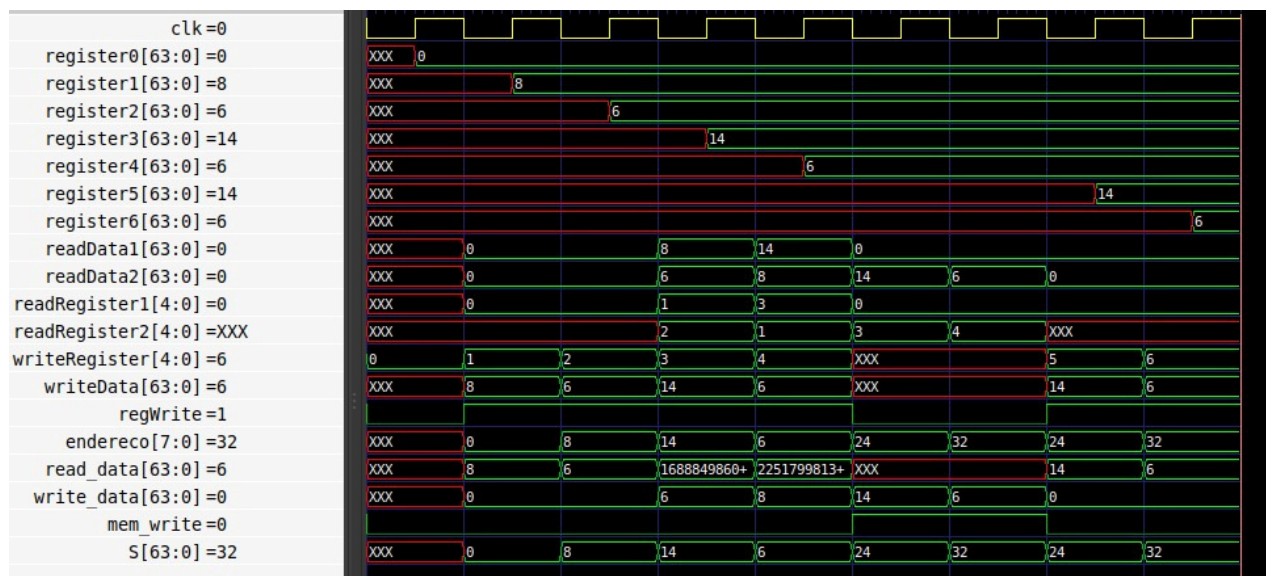 clk=0
register0[63:0]=0 XXX 0
register1[63:0]=8 XXX 8
register2[63:0]=6 XXX 6
register3[63:0]=14 XXX 14
register4[63:0]=6 XXX 6
register5[63:0]=14 XXX 14
register6[63:0]=6 XXX 6
readData1[63:0]=0 XXX 0 8 14 0
readData2[63:0]=0 XXX 0 6 8 14 6 0
readRegister1[4:0]=0 XXX 0 1 3 0
readRegister2[4:0]=XXX XXX 2 1 3 4 XXX
writeRegister[4:0]=6 0 1 2 3 4 XXX 5 6
writeData[63:0]=6 XXX 8 6 14 6 XXX 14 6
regWrite=1
endereco[7:0]=32 XXX 0 8 14 6 24 32 24 32
read_data[63:0]=6 XXX 8 6 1688849860+ 2251799813+ XXX 14 6
write_data[63:0]=0 XXX 0 6 8 14 6 0
mem_write=0
S[63:0]=32 XXX 0 8 14 6 24 32 24 32